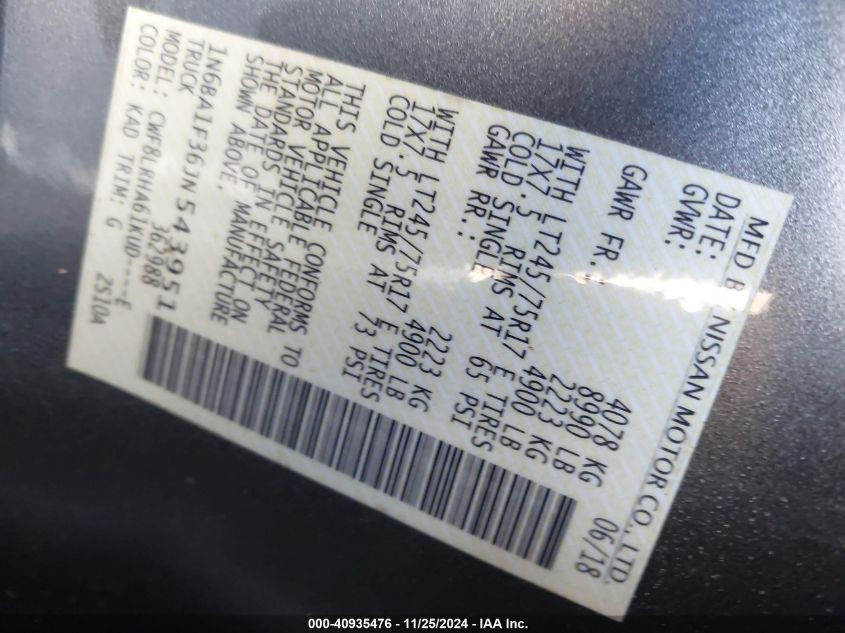 MFD BY NISSAN MOTOR CO., LTD.
DATE: 06/18
GVWR: 4078 KG
8990 LB
GAWR FR.: 2223 KG
WITH LT245/75R17 E TIRES 4900 LB
17X7.5 RIMS AT 65 PSI
COLD SINGLE
GAWR RR.: 2223 KG
WITH LT245/75R17 E TIRES 4900 LB
17X7.5 RIMS AT 73 PSI
COLD SINGLE
THIS VEHICLE CONFORMS TO
ALL APPLICABLE FEDERAL
MOTOR VEHICLE SAFETY
STANDARDS IN EFFECT ON
THE DATE OF MANUFACTURE
SHOWN ABOVE.
1N6BA1F36JN543951
TRUCK 362988
MODEL: CWF8LRHA61KUD----E
COLOR: KAD TRIM: G 2510A
000-40935476 - 11/25/2024 - IAA Inc.